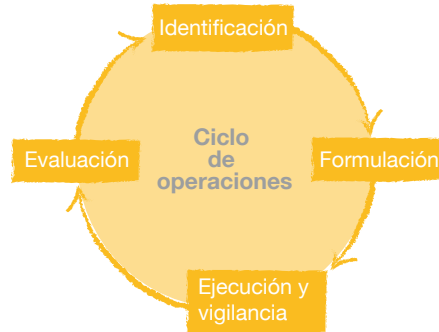 Identificación
Ciclo
de
operaciones
Evaluación
Formulación
Ejecución y
vigilancia